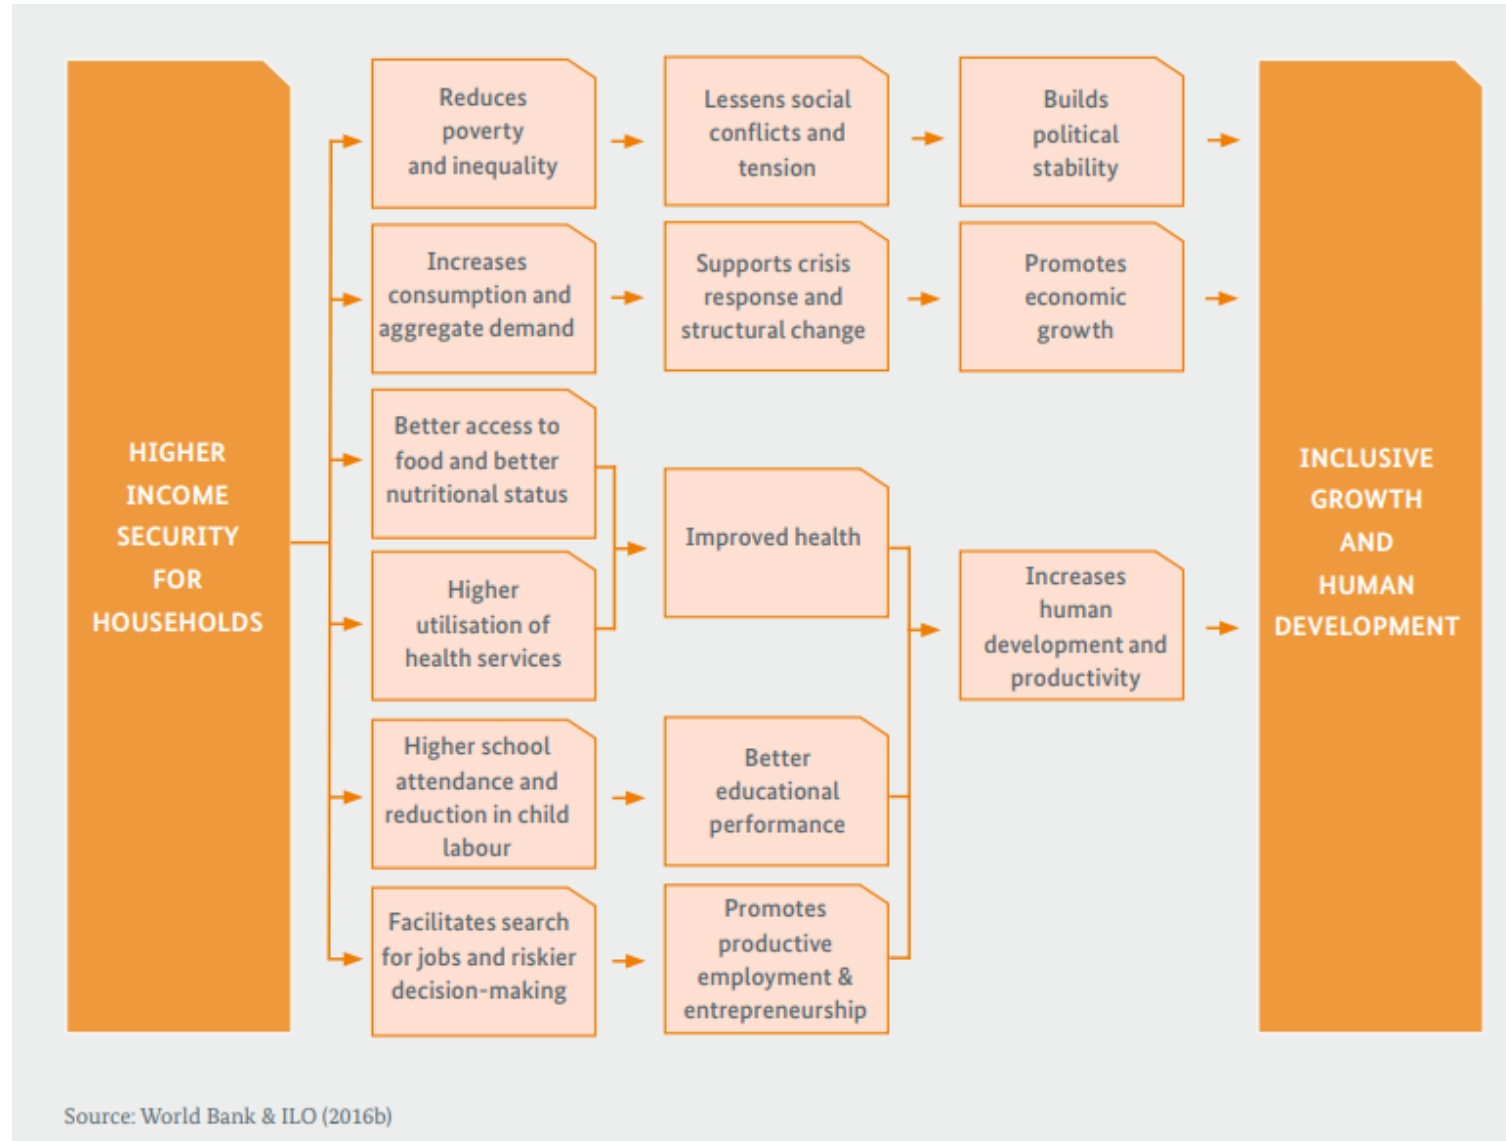 HIGHER
INCOME
SECURITY
FOR
HOUSEHOLDS
Reduces
poverty
and inequality
Lessens social
conflicts and
tension
Builds
political
stability
Increases
consumption and
aggregate demand
Supports crisis
response and
structural change
Promotes
economic
growth
Better access to
food and better
nutritional status
Higher
utilisation of
health services
Improved health
Increases
human
development and
productivity
Higher school
attendance and
reduction in child
labour
Better
educational
performance
Facilitates search
for jobs and riskier
decision-making
Promotes
productive
employment &
entrepreneurship
INCLUSIVE
GROWTH
AND
HUMAN
DEVELOPMENT
Source: World Bank & ILO (2016b)